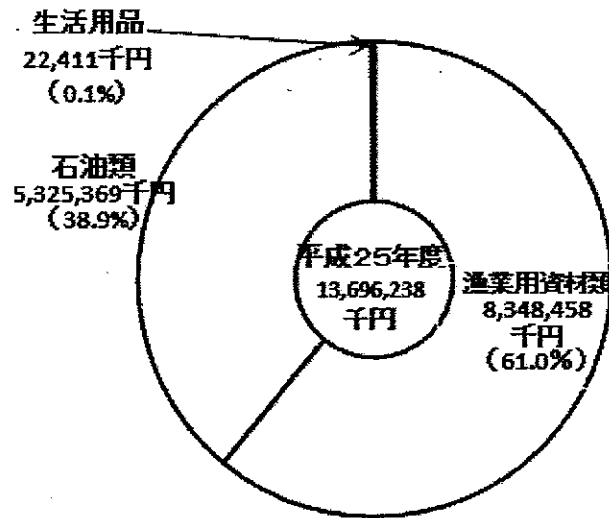 生活用品
22,411千円
(0.1%)
石油類
5,325,369千円
(38.9%)
平成25年度
13,696,238
千円
漁業用資材類
8,348,458
千円
(61.0%)